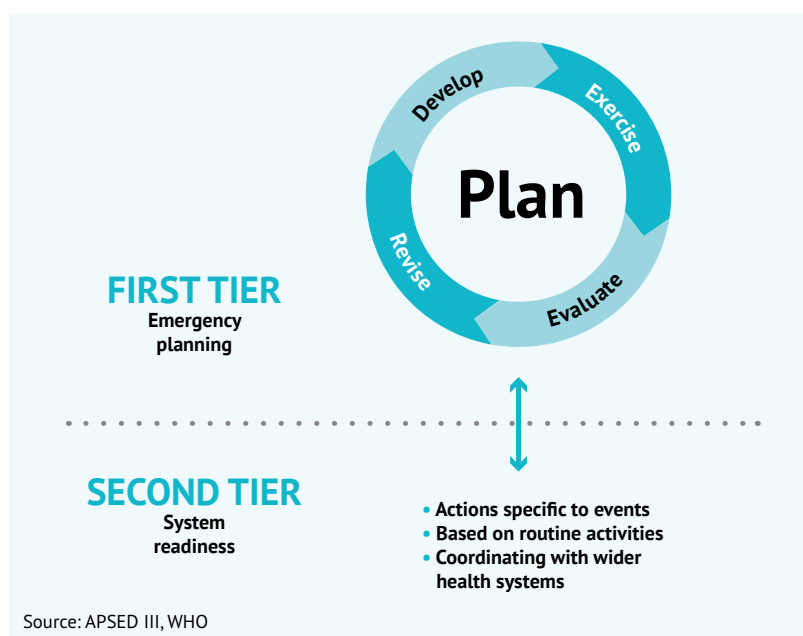 Develop
Exercise
Plan
Revise
Evaluate
FIRST TIER
Emergency
planning
SECOND TIER
System
readiness
• Actions specific to events
• Based on routine activities
• Coordinating with wider
health systems
Source: APSED III, WHO